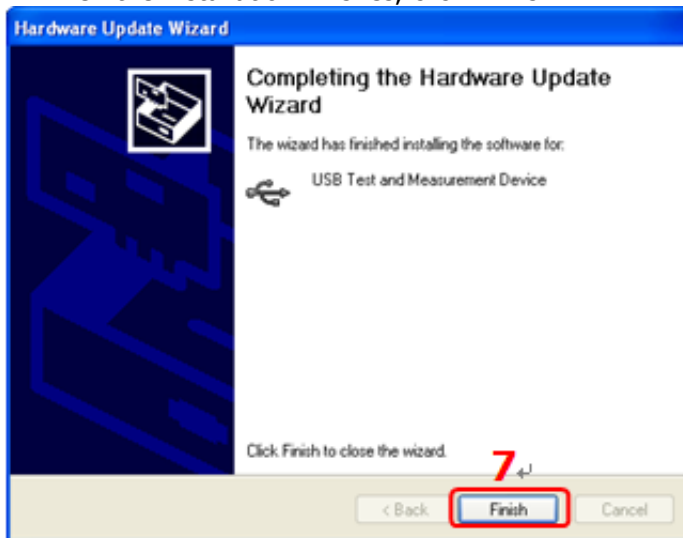 Hardware Update Wizard
Completing the Hardware Update
Wizard
The wizard has finished installing the software for:
USB Test and Measurement Device
Click Finish to close the wizard.
7
< Back
Finish
Cancel